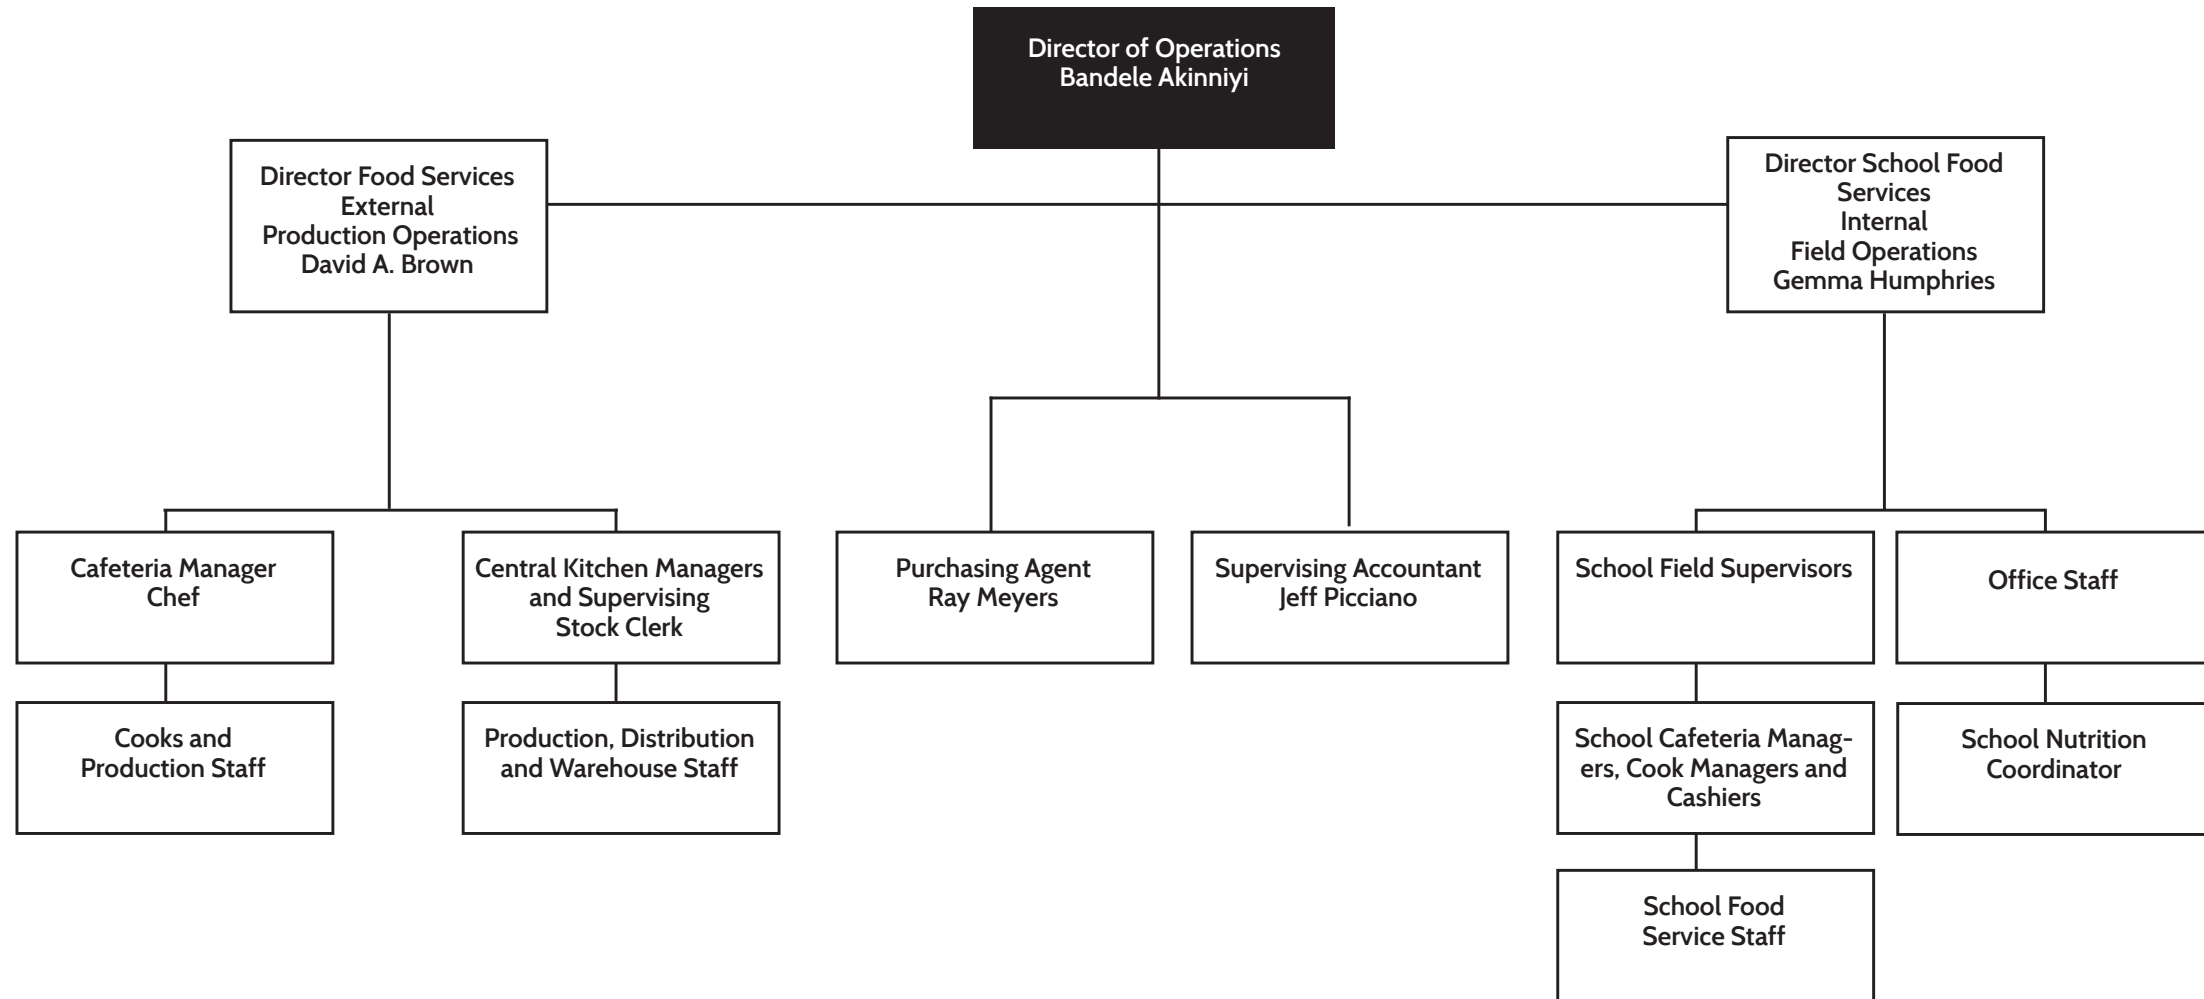 Director of Operations
Bandele Akinniyi
Director Food Services
External
Production Operations
David A. Brown
Director School Food
Services
Internal
Field Operations
Gemma Humphries
Cafeteria Manager
Chef
Central Kitchen Managers
and Supervising
Stock Clerk
Purchasing Agent
Ray Meyers
Supervising Accountant
Jeff Picciano
School Field Supervisors
Office Staff
Cooks and
Production Staff
Production, Distribution
and Warehouse Staff
School Cafeteria Manag-
ers, Cook Managers and
Cashiers
School Nutrition
Coordinator
School Food
Service Staff